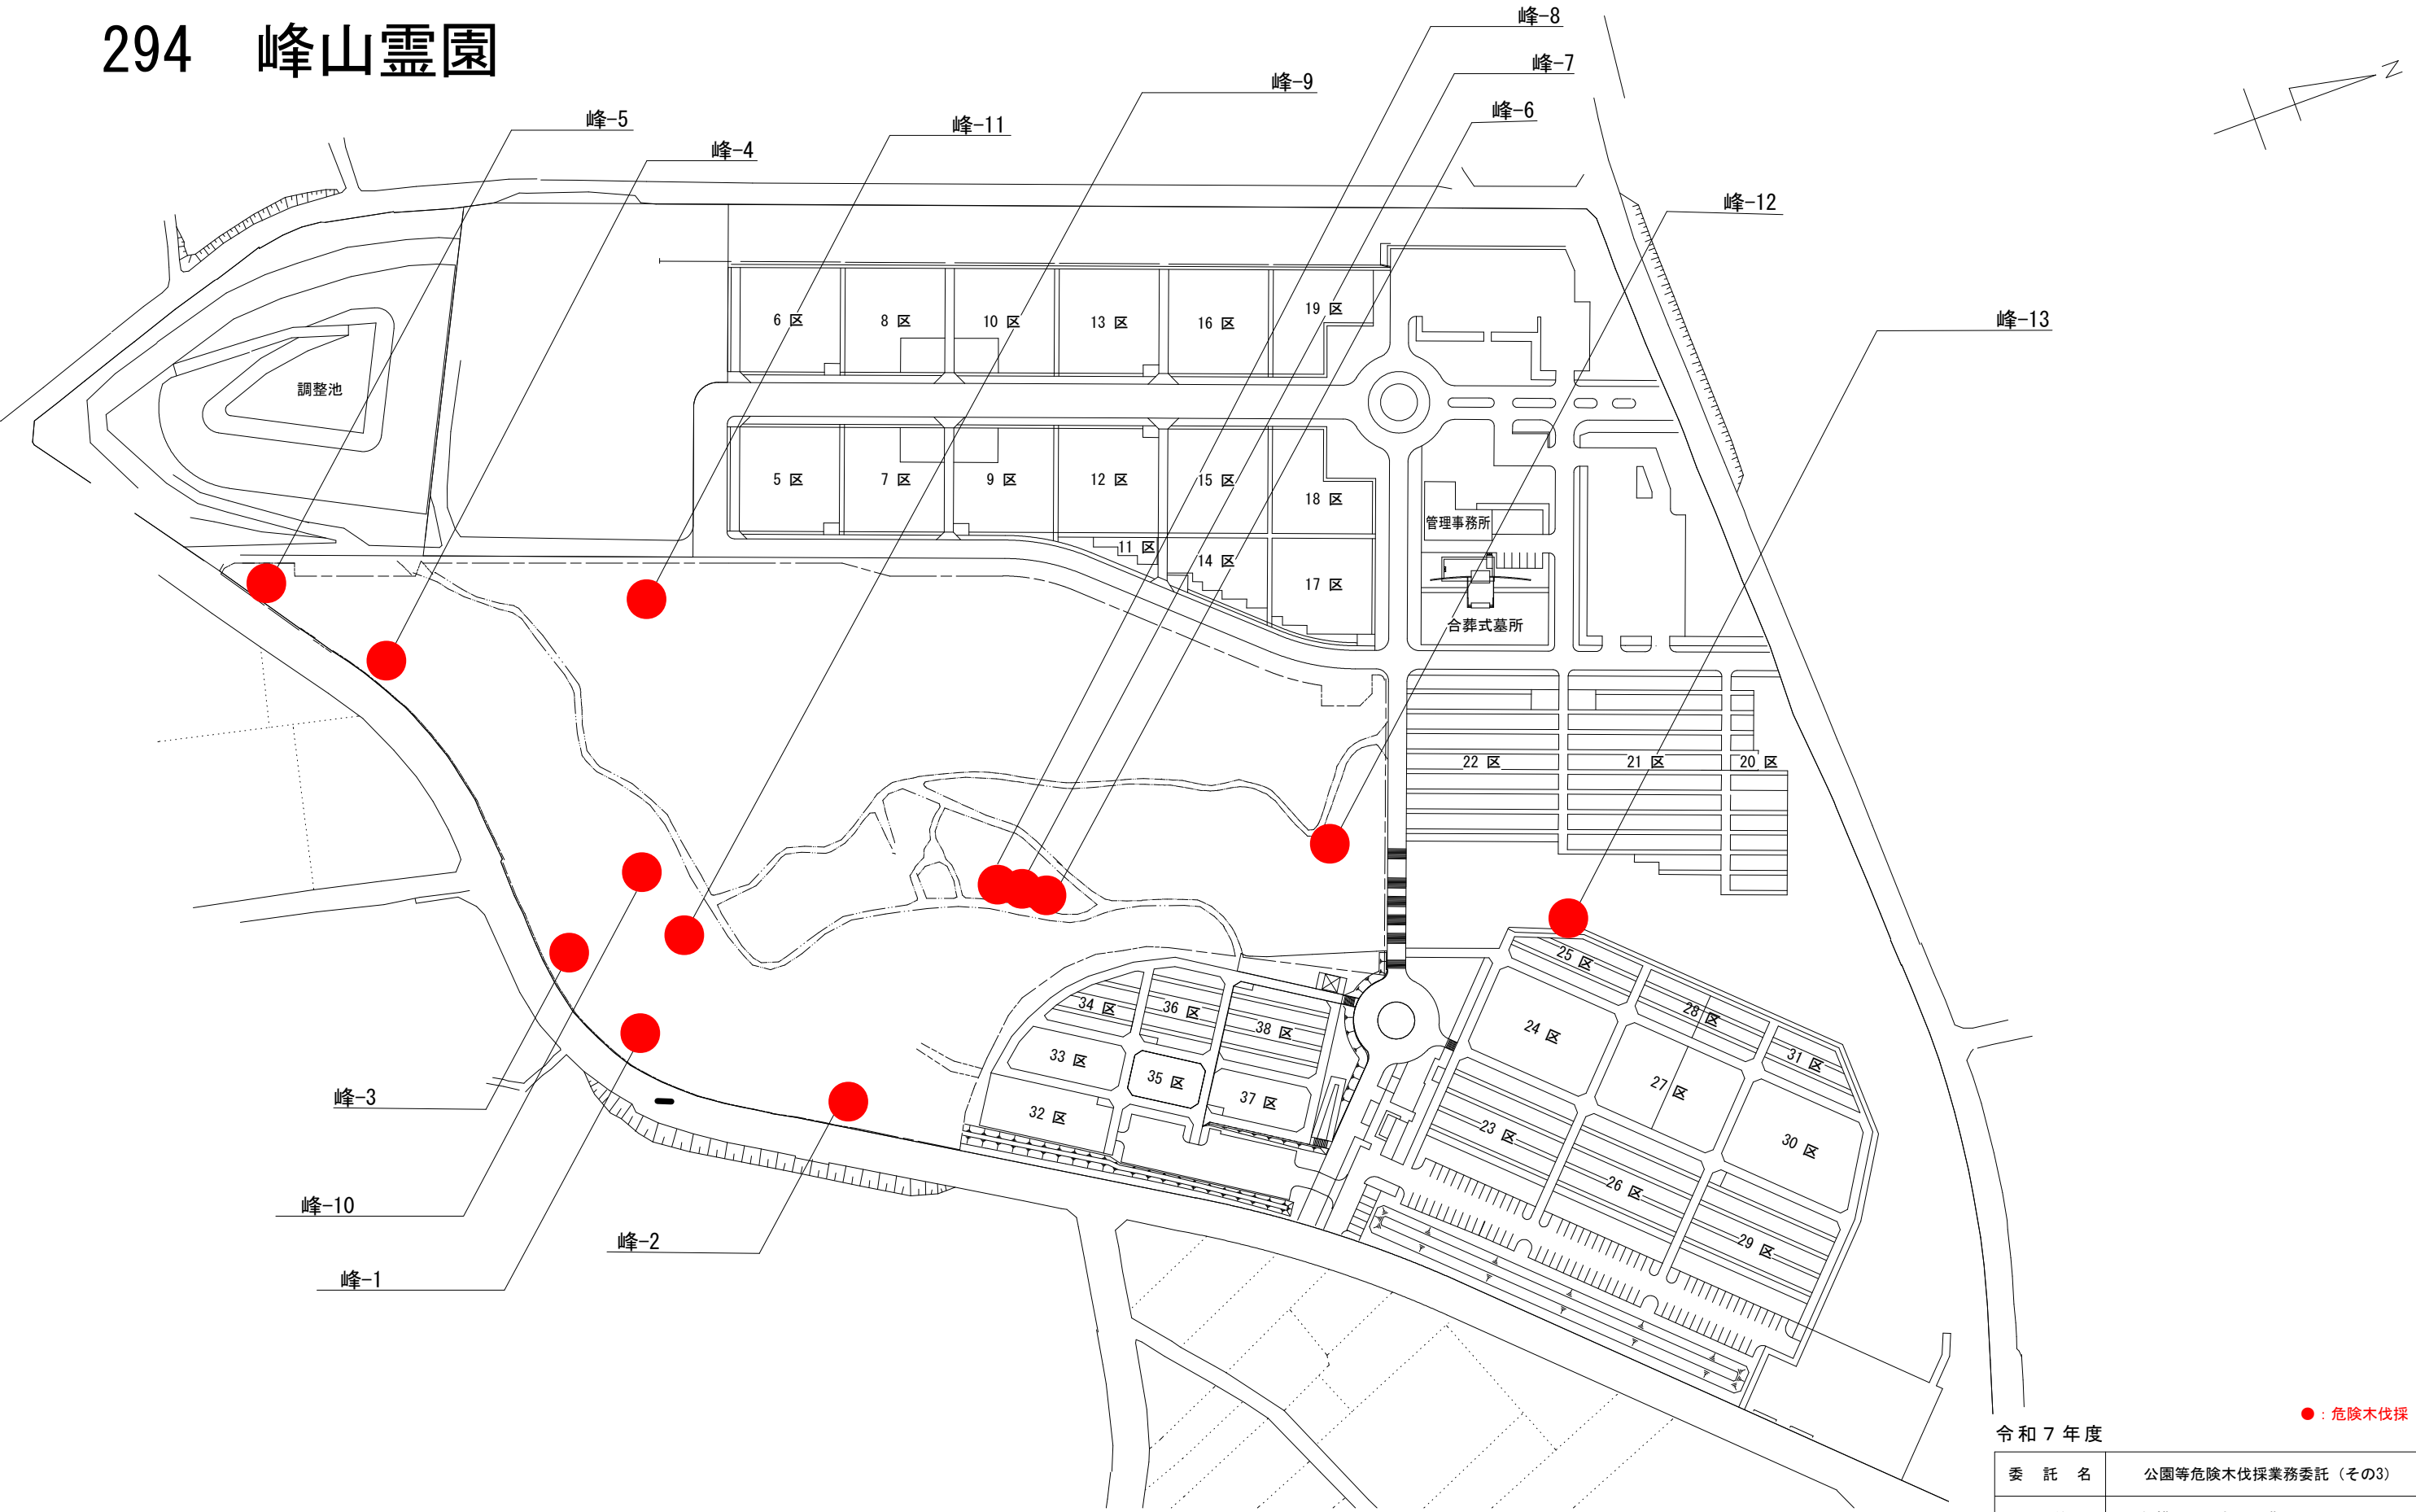 294　峰山霊園
峰-8
峰-7
峰-9
峰-6
峰-5
峰-11
峰-4
峰-12
峰-13
N
6 区
8 区
10 区
13 区
16 区
19 区
調整池
5 区
7 区
9 区
12 区
15 区
18 区
管理事務所
11 区
14 区
17 区
合葬式墓所
22 区
21 区
20 区
25 区
34 区
36 区
38 区
28 区
24 区
33 区
35 区
31 区
27 区
37 区
32 区
23 区
30 区
26 区
29 区
峰-3
峰-10
峰-2
峰-1
●：危険木伐採
令和７年度
委　託　名　公園等危険木伐採業務委託（その3）